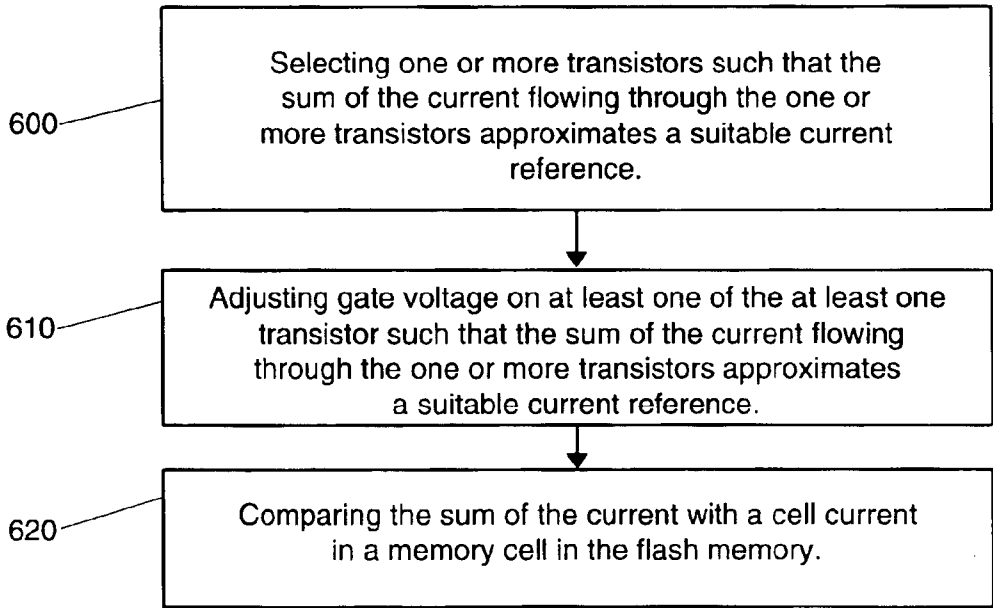 Selecting one or more transistors such that the
sum of the current flowing through the one or
more transistors approximates a suitable current
reference.
600
Adjusting gate voltage on at least one of the at least one
transistor such that the sum of the current flowing
through the one or more transistors approximates
a suitable current reference.
610
Comparing the sum of the current with a cell current
in a memory cell in the flash memory.
620